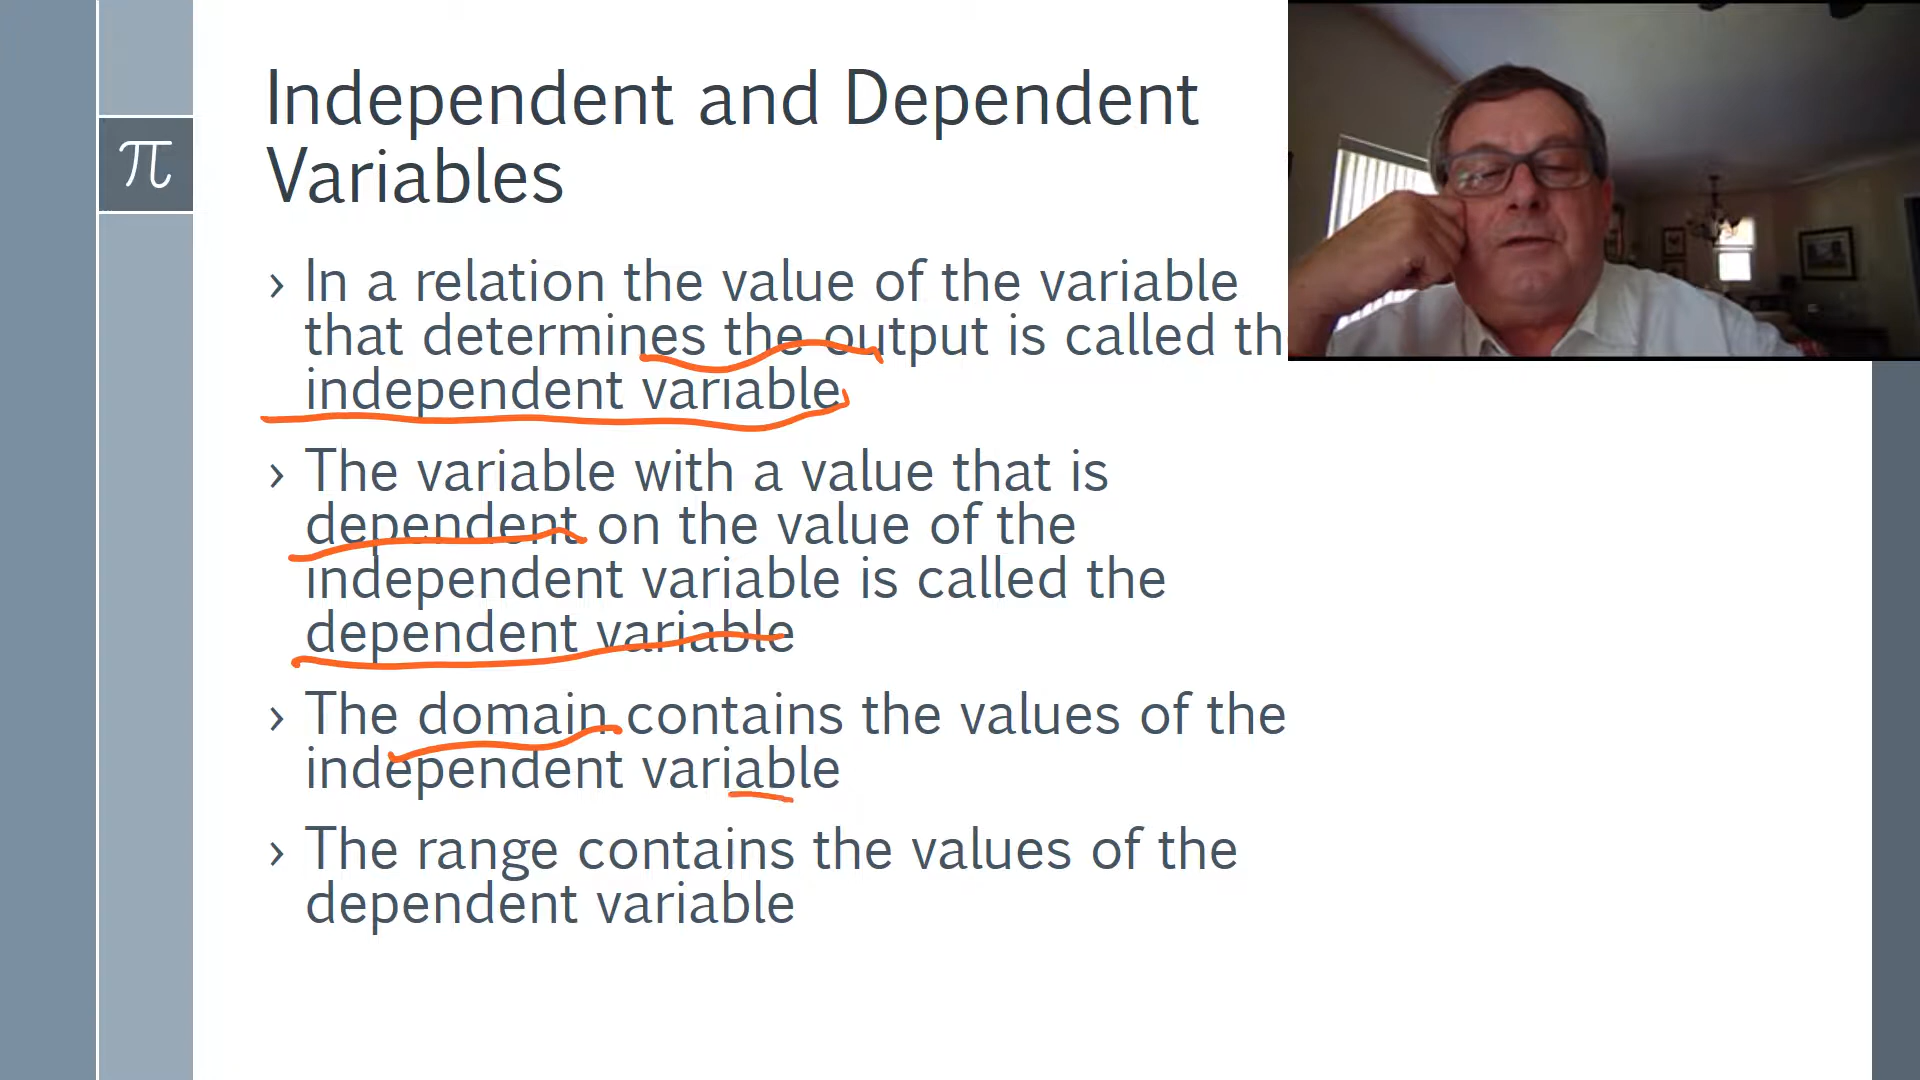 π
Independent and Dependent
Variables
› In a relation the value of the variable
that determines the output is called th
independent variable
› The variable with a value that is
dependent on the value of the
independent variable is called the
dependent variable
› The domain contains the values of the
independent variable
› The range contains the values of the
dependent variable